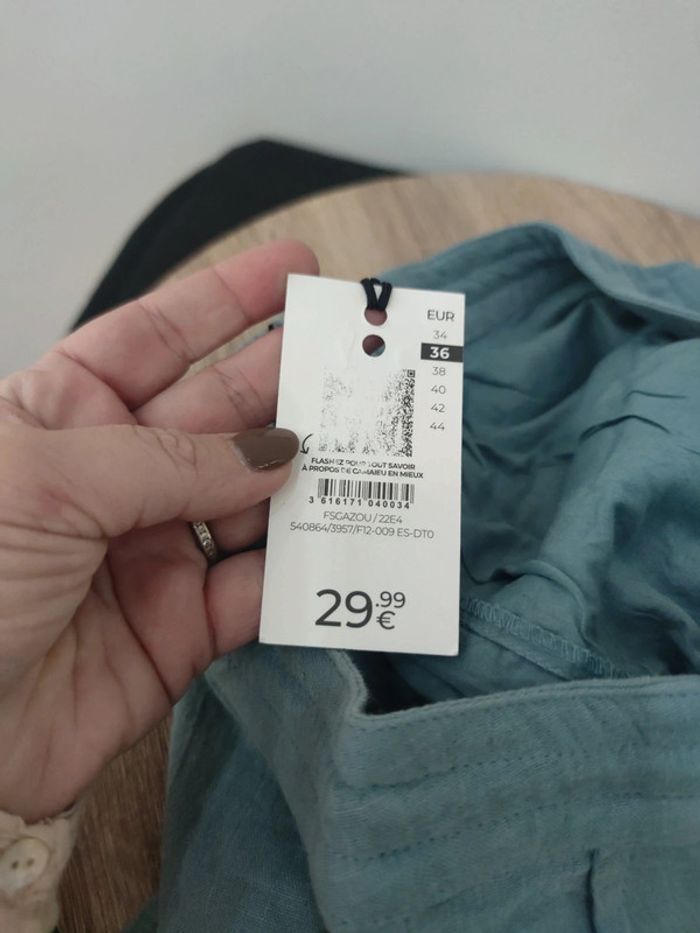 EUR
34
36
38
40
42
44
FLASHEZ POUR TOUT SAVOIR
À PROPOS DE CAMAIEU EN MIEUX
3 616171 040034
FSGAZOU / 22E4
540864/3957/F12-009 ES-DT0
29.99
€